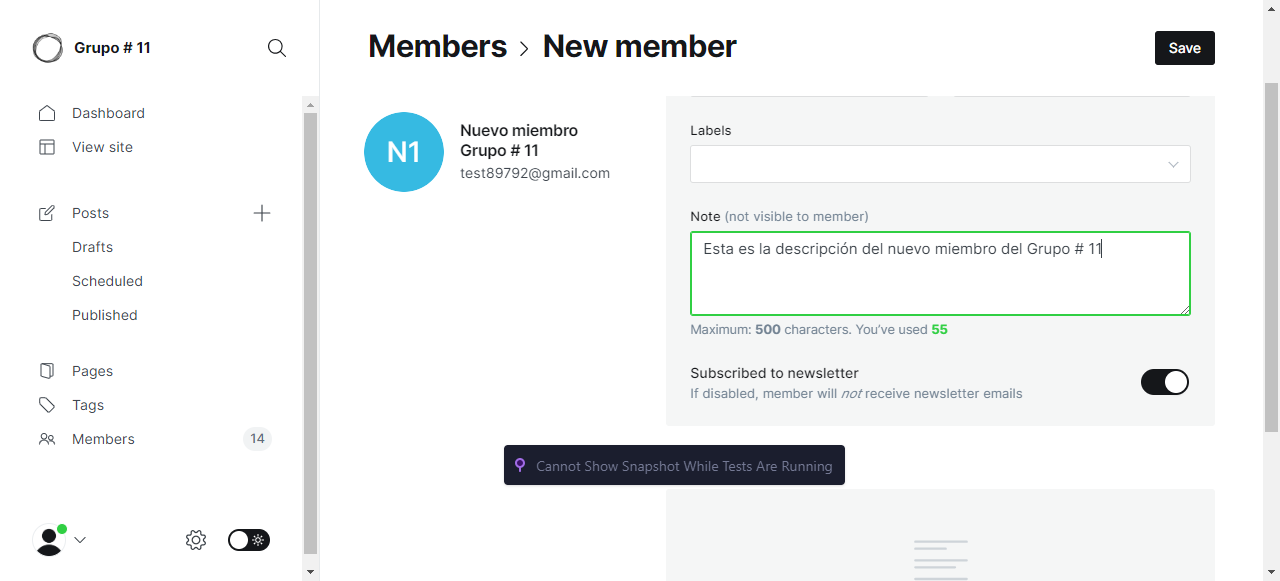 Grupo # 11
Members > New member
Save
Dashboard
View site
Posts
Drafts
Scheduled
Published
Pages
Tags
Members 14
N1
Nuevo miembro
Grupo # 11
test89792@gmail.com
Labels
Note (not visible to member)
Esta es la descripción del nuevo miembro del Grupo # 11
Maximum: 500 characters. You’ve used 55
Subscribed to newsletter
If disabled, member will not receive newsletter emails
Cannot Show Snapshot While Tests Are Running